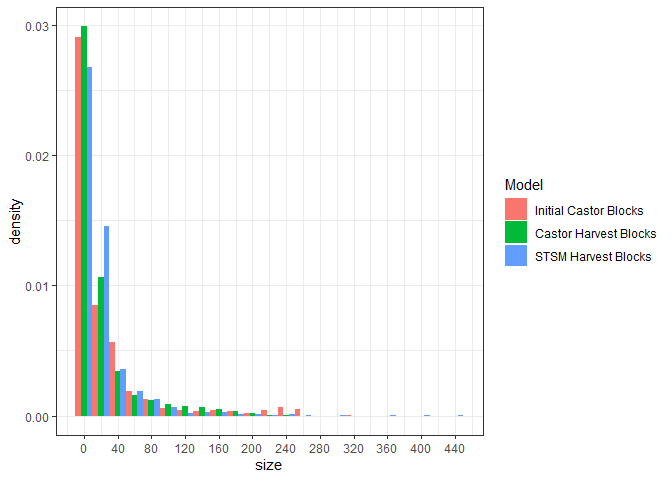 0.03
0.02
0.01
0.00
density
0 40 80 120 160 200 240 280 320 360 400 440
size
Model
Initial Castor Blocks
Castor Harvest Blocks
STSM Harvest Blocks